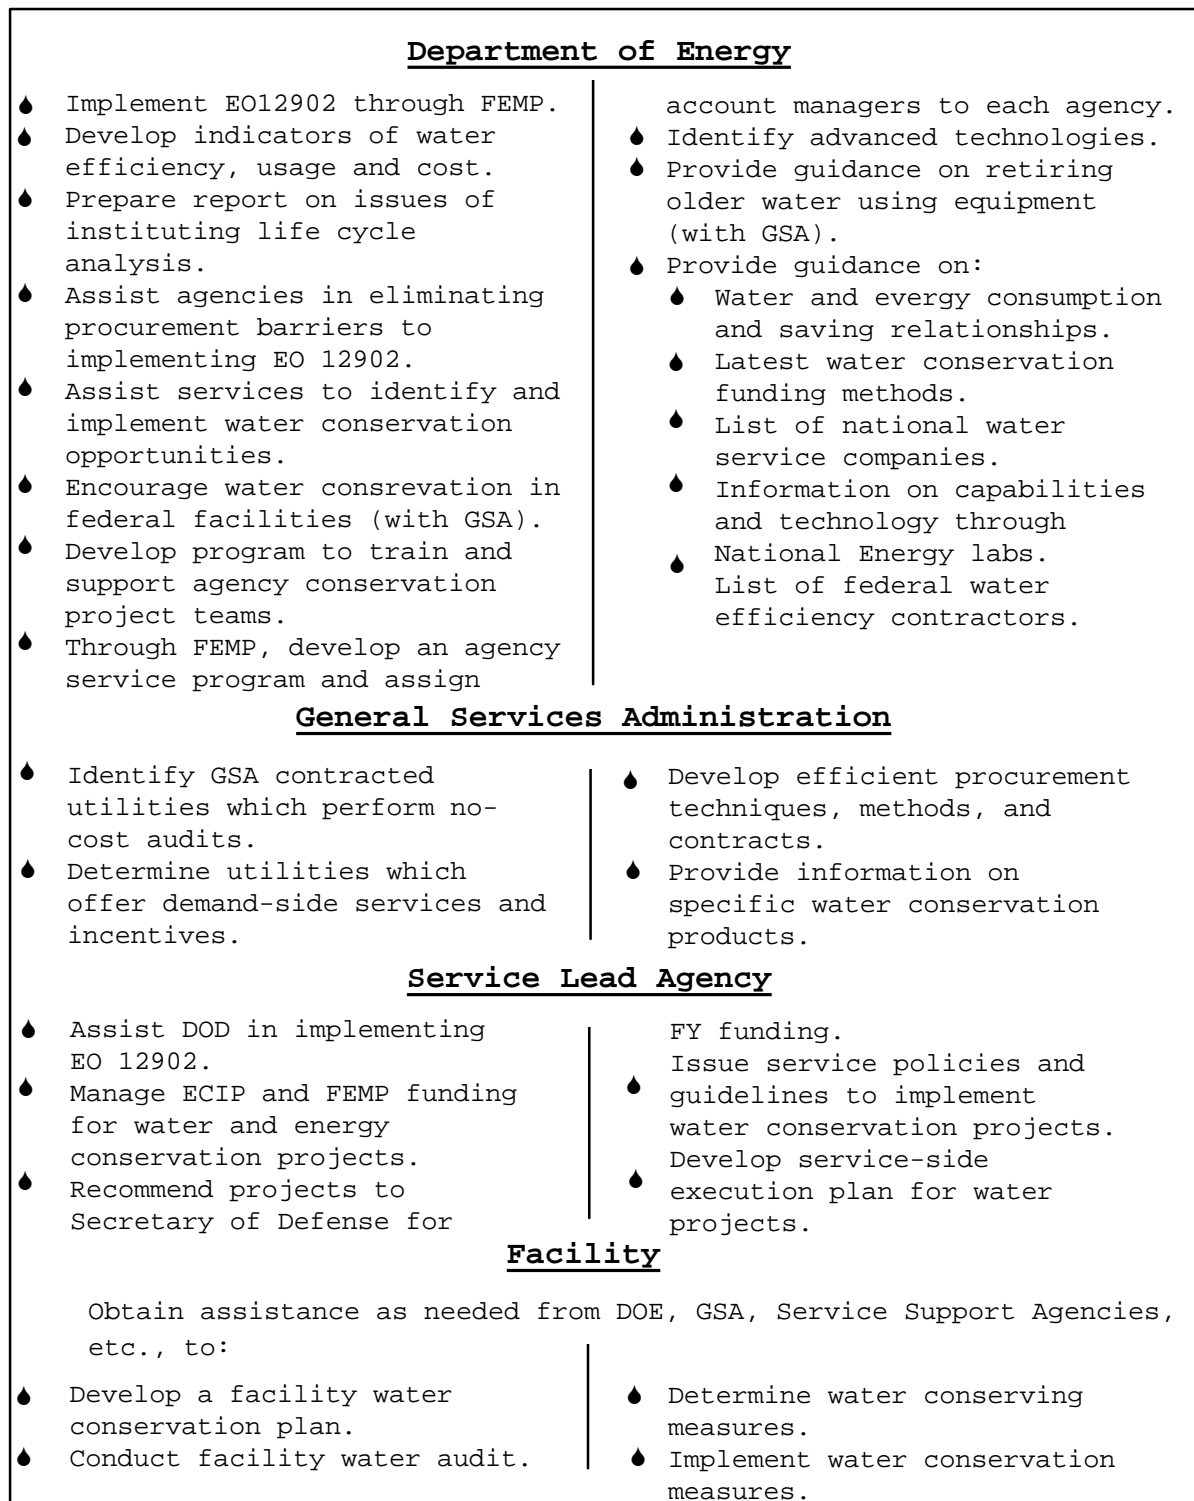 Department of Energy
Implement EO12902 through FEMP.
Develop indicators of water
efficiency, usage and cost.
Prepare report on issues of
instituting life cycle
analysis.
Assist agencies in eliminating
procurement barriers to
implementing EO 12902.
Assist services to identify and
implement water conservation
opportunities.
Encourage water consrevation in
federal facilities (with GSA).
Develop program to train and
support agency conservation
project teams.
Through FEMP, develop an agency
service program and assign
account managers to each agency.
Identify advanced technologies.
Provide guidance on retiring
older water using equipment
(with GSA).
Provide guidance on:
Water and evergy consumption
and saving relationships.
Latest water conservation
funding methods.
List of national water
service companies.
Information on capabilities
and technology through
National Energy labs.
List of federal water
efficiency contractors.
General Services Administration
Identify GSA contracted
utilities which perform no-
cost audits.
Determine utilities which
offer demand-side services and
incentives.
Develop efficient procurement
techniques, methods, and
contracts.
Provide information on
specific water conservation
products.
Service Lead Agency
Assist DOD in implementing
EO 12902.
Manage ECIP and FEMP funding
for water and energy
conservation projects.
Recommend projects to
Secretary of Defense for
FY funding.
Issue service policies and
guidelines to implement
water conservation projects.
Develop service-side
execution plan for water
projects.
Facility
Obtain assistance as needed from DOE, GSA, Service Support Agencies,
etc., to:
Develop a facility water
conservation plan.
Conduct facility water audit.
Determine water conserving
measures.
Implement water conservation
measures.